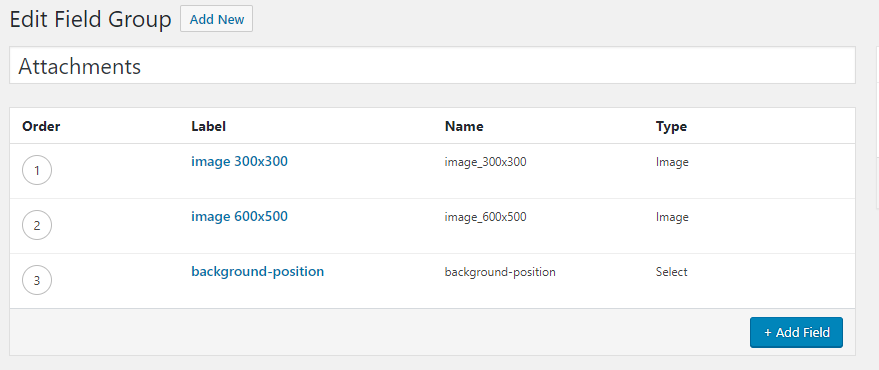 Edit Field Group Add New
Attachments
Order Label Name Type
1 image 300x300 image_300x300 Image
2 image 600x500 image_600x500 Image
3 background-position background-position Select
+ Add Field